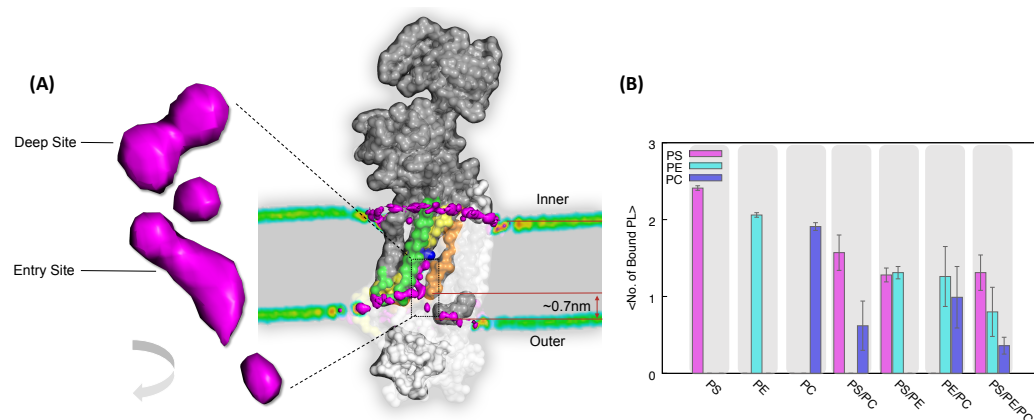 (A)
Deep Site
Entry Site
Inner
~0.7nm
Outer
(B)
<No. of Bound PL>
3
2
1
0
PS
PE
PC
PS
PE
PC
PS/PC
PS/PE
PE/PC
PS/PE/PC